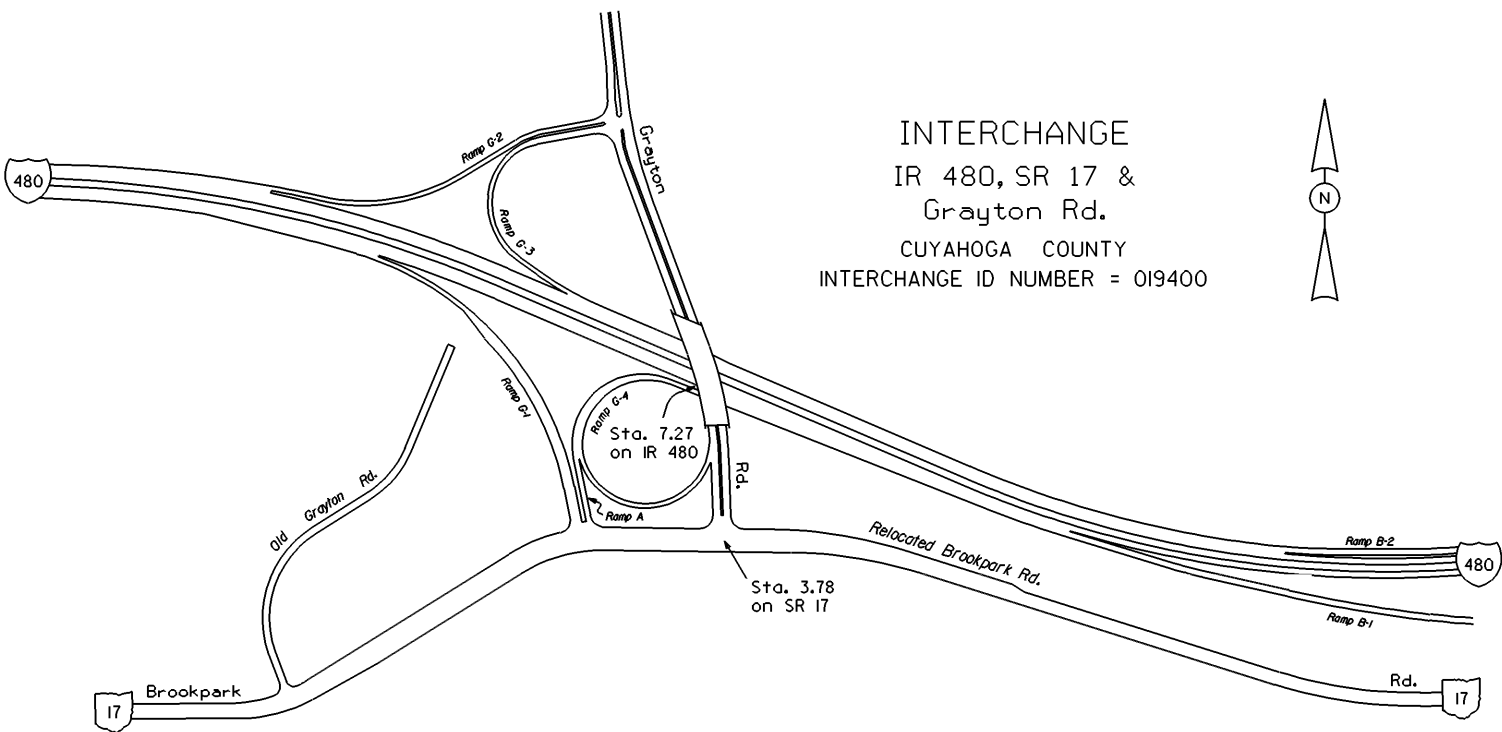 INTERCHANGE
IR 480, SR 17 &
Grayton Rd.
CUYAHOGA COUNTY
INTERCHANGE ID NUMBER = 019400
N
480
Ramp G-2
Grayton
Ramp G-3
Ramp G-1
Ramp G-4
Sta. 7.27
on IR 480
Rd.
Ramp A
Old Grayton Rd.
Relocated Brookpark Rd.
Sta. 3.78
on SR 17
Ramp B-2
480
Ramp B-1
17
Brookpark
Rd.
17